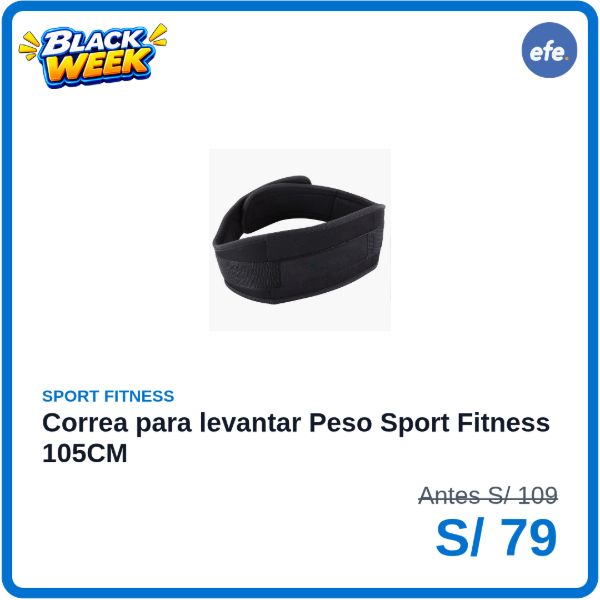 BLACK
WEEK
efe.
SPORT FITNESS
Correa para levantar Peso Sport Fitness
105CM
Antes S/ 109
S/ 79